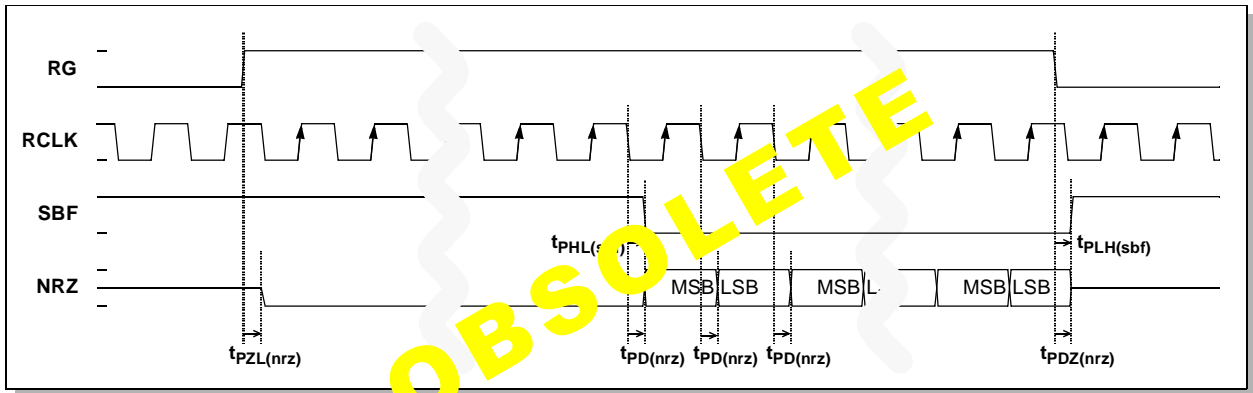 RG
RCLK
SBF
tPHL(s
tPLH(sbf)
NRZ
MSB LSB MSB L MSB LSB
tPZL(nrz)
tPD(nrz) tPD(nrz) tPD(nrz)
tPDZ(nrz)
OBSOLETE